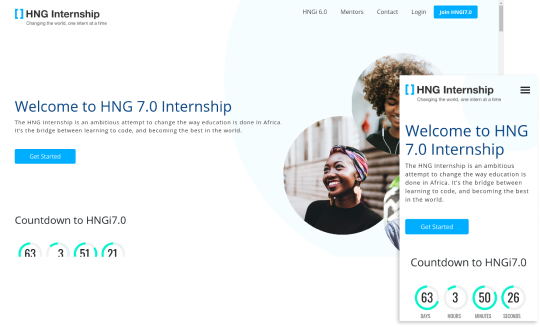 HNG Internship
Changing the world, one intern at a time
HNGi 6.0 Mentors Contact Login Join HNGi7.0
Welcome to HNG 7.0 Internship
The HNG Internship is an ambitious attempt to change the way education is done in Africa.
It's the bridge between learning to code, and becoming the best in the world.
Get Started
Countdown to HNGi7.0
63 3 51 21
HNG Internship
Changing the world, one intern at a time
Welcome to HNG
7.0 Internship
The HNG Internship is an ambitious
attempt to change the way education is
done in Africa. It's the bridge between
learning to code, and becoming the best
in the world.
Get Started
Countdown to HNGi7.0
63 3 50 26
DAYS HOURS MINUTES SECONDS